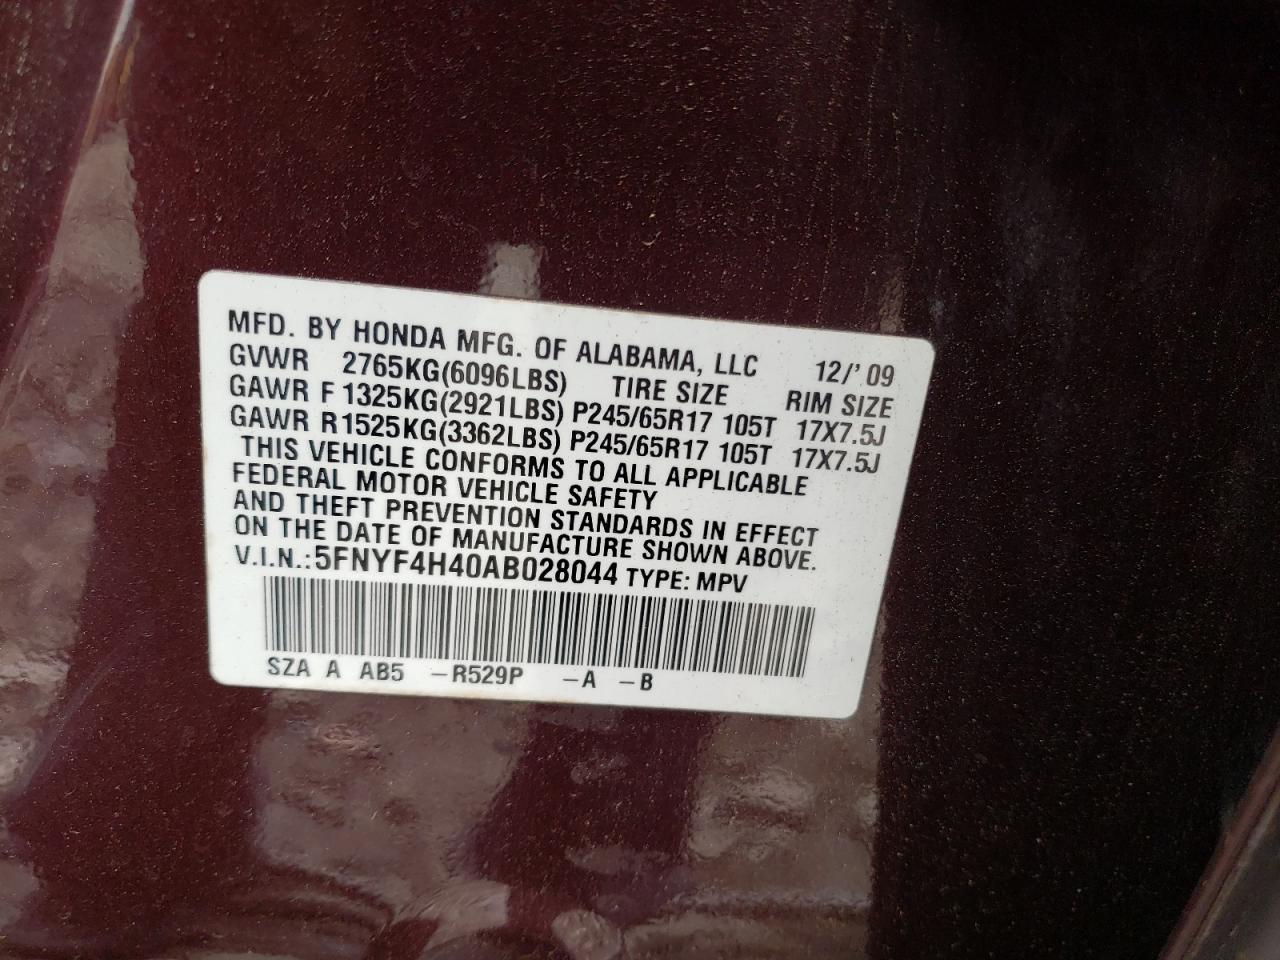 MFD. BY HONDA MFG. OF ALABAMA, LLC 12/'09
GVWR 2765KG(6096LBS) TIRE SIZE RIM SIZE
GAWR F 1325KG(2921LBS) P245/65R17 105T 17X7.5J
GAWR R1525KG(3362LBS) P245/65R17 105T 17X7.5J
THIS VEHICLE CONFORMS TO ALL APPLICABLE
FEDERAL MOTOR VEHICLE SAFETY
AND THEFT PREVENTION STANDARDS IN EFFECT
ON THE DATE OF MANUFACTURE SHOWN ABOVE.
V.I.N.:5FNYF4H40AB028044 TYPE: MPV
SZA A AB5 -R529P -A -B